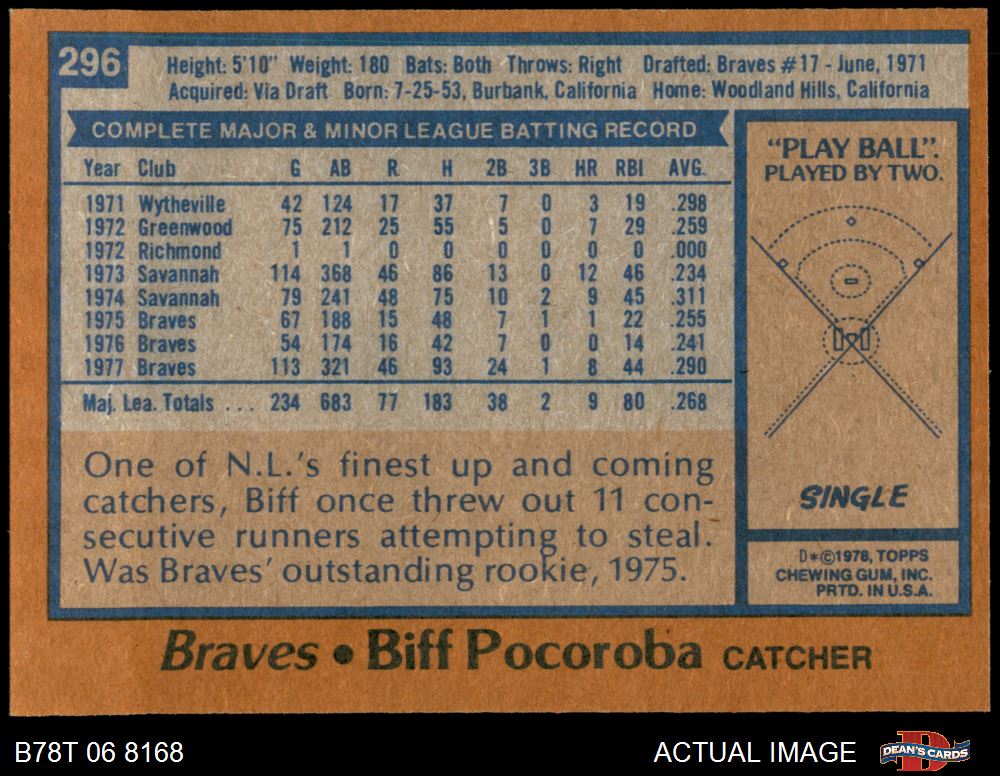 296
Height: 5'10" Weight: 180 Bats: Both Throws: Right Drafted: Braves #17 - June, 1971
Acquired: Via Draft Born: 7-25-53, Burbank, California Home: Woodland Hills, California
COMPLETE MAJOR & MINOR LEAGUE BATTING RECORD
Year Club G AB R H 2B 3B HR RBI AVG.
1971 Wytheville 42 124 17 37 7 0 3 19 .298
1972 Greenwood 75 212 25 55 5 0 7 29 .259
1972 Richmond 1 1 0 0 0 0 0 0 .000
1973 Savannah 114 368 46 86 13 0 12 46 .234
1974 Savannah 79 241 48 75 10 2 9 45 .311
1975 Braves 67 188 15 48 7 1 1 22 .255
1976 Braves 54 174 16 42 7 0 0 14 .241
1977 Braves 113 321 46 93 24 1 8 44 .290
Maj. Lea. Totals ... 234 683 77 183 38 2 9 80 .268
One of N.L.'s finest up and coming
catchers, Biff once threw out 11 con-
secutive runners attempting to steal.
Was Braves' outstanding rookie, 1975.
"PLAY BALL".
PLAYED BY TWO.
SINGLE
D*©1978, TOPPS
CHEWING GUM, INC.
PRTD. IN U.S.A.
Braves • Biff Pocoroba CATCHER
B78T 06 8168
ACTUAL IMAGE
DEAN'S CARDS